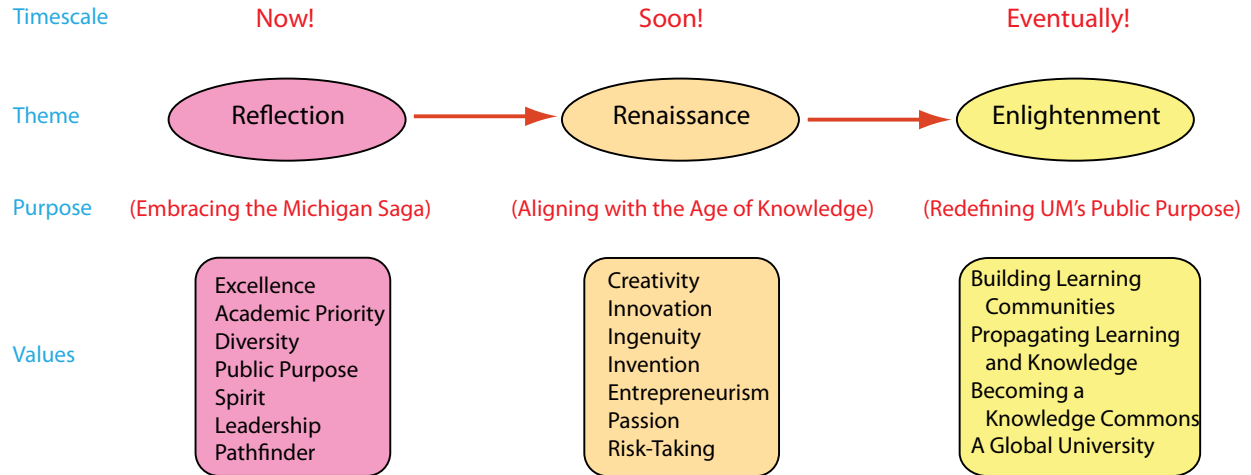 Timescale Now! Soon! Eventually!
Theme Reflection Renaissance Enlightenment
Purpose (Embracing the Michigan Saga) (Aligning with the Age of Knowledge) (Redefining UM's Public Purpose)
Values
Excellence
Academic Priority
Diversity
Public Purpose
Spirit
Leadership
Pathfinder
Creativity
Innovation
Ingenuity
Invention
Entrepreneurism
Passion
Risk-Taking
Building Learning
Communities
Propagating Learning
and Knowledge
Becoming a
Knowledge Commons
A Global University